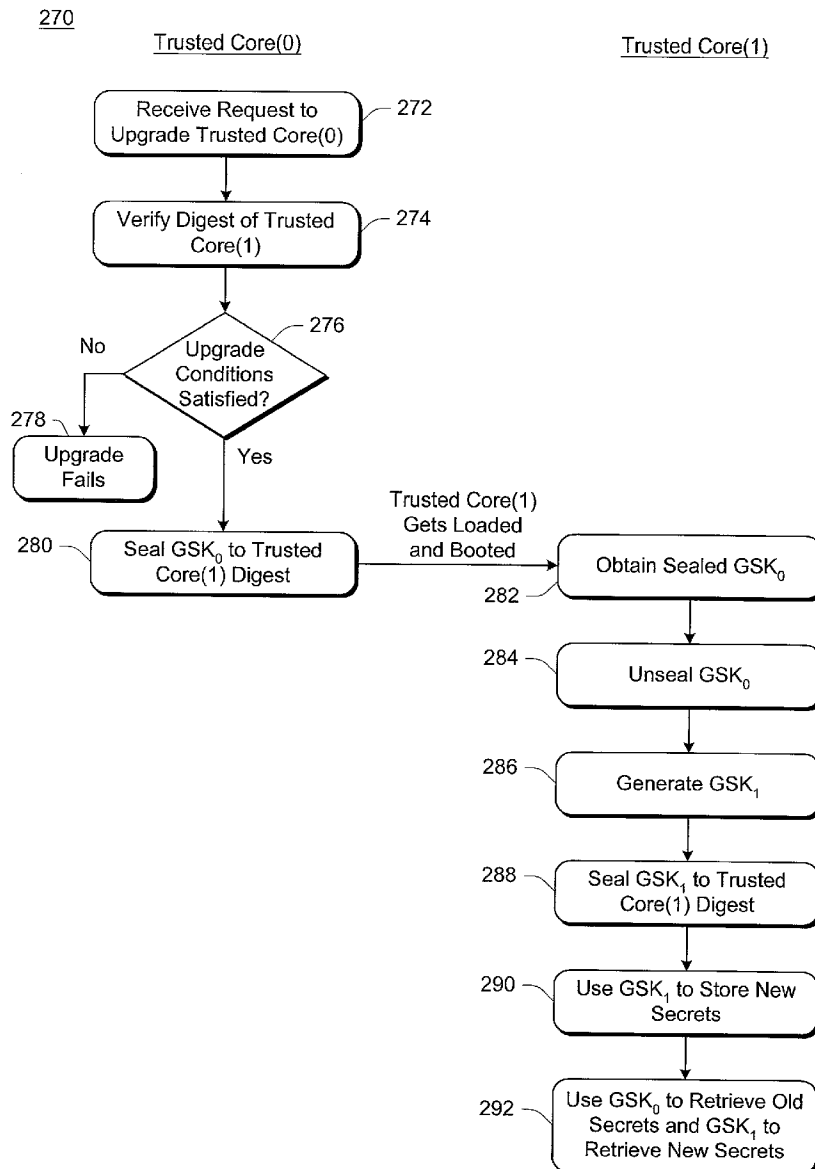 270
Trusted Core(0)
Trusted Core(1)
Receive Request to
Upgrade Trusted Core(0)
272
Verify Digest of Trusted
Core(1)
274
276
Upgrade
Conditions
Satisfied?
No
278
Upgrade
Fails
Yes
280
Seal GSK₀ to Trusted
Core(1) Digest
Trusted Core(1)
Gets Loaded
and Booted
Obtain Sealed GSK₀
282
284
Unseal GSK₀
286
Generate GSK₁
288
Seal GSK₁ to Trusted
Core(1) Digest
290
Use GSK₁ to Store New
Secrets
292
Use GSK₀ to Retrieve Old
Secrets and GSK₁ to
Retrieve New Secrets